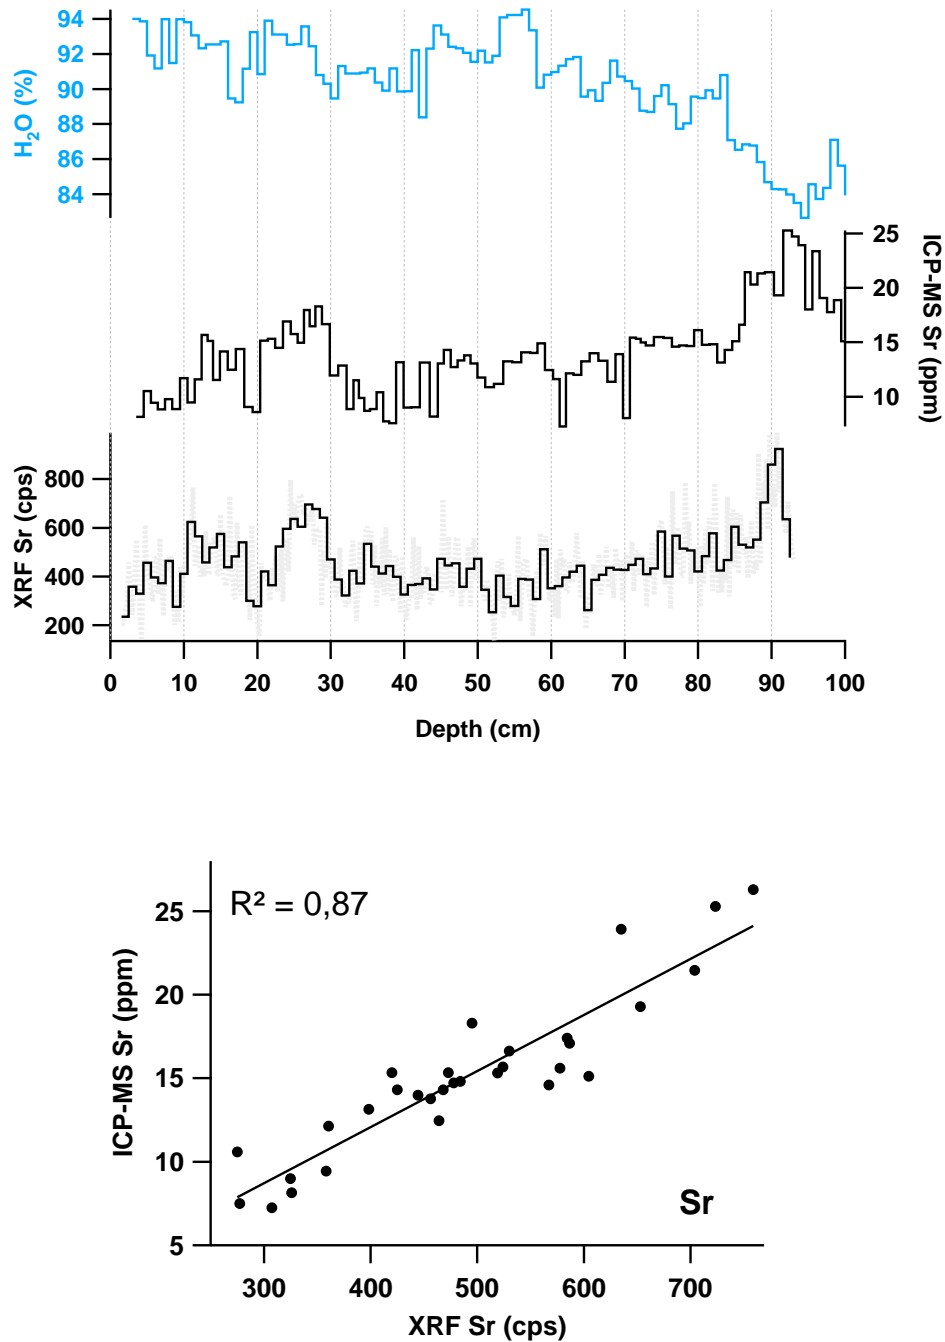 H₂O (%)
94
92
90
88
86
84
25
20
15
10
ICP-MS Sr (ppm)
XRF Sr (cps)
800
600
400
200
0 10 20 30 40 50 60 70 80 90 100
Depth (cm)
R² = 0,87
ICP-MS Sr (ppm)
25
20
15
10
5
Sr
300 400 500 600 700
XRF Sr (cps)